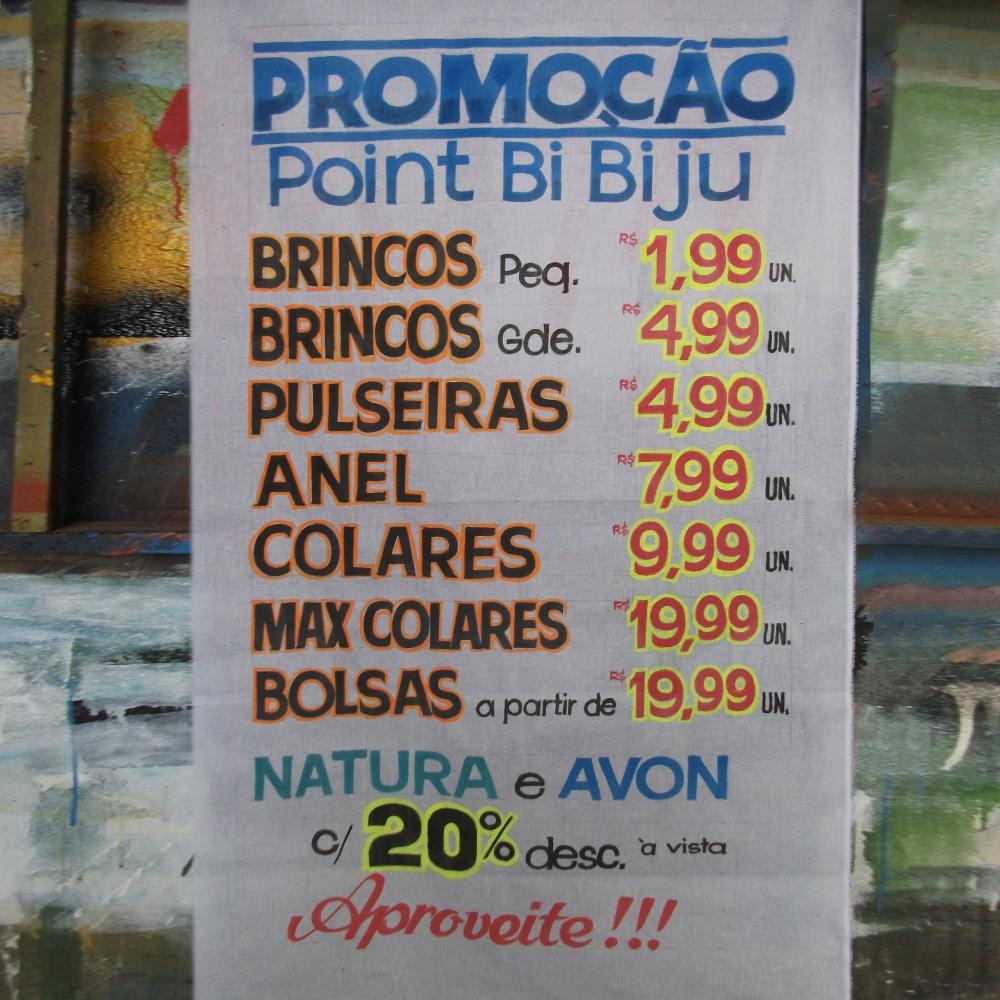 PROMOÇÃO
Point Bi Biju
BRINCOS Peq. R$ 1,99 UN.
BRINCOS Gde. R$ 4,99 UN.
PULSEIRAS R$ 4,99 UN.
ANEL R$ 7,99 UN.
COLARES R$ 9,99 UN.
MAX COLARES R$ 19,99 UN.
BOLSAS a partir de R$ 19,99 UN.
NATURA e AVON
c/ 20% desc. à vista
Aproveite!!!